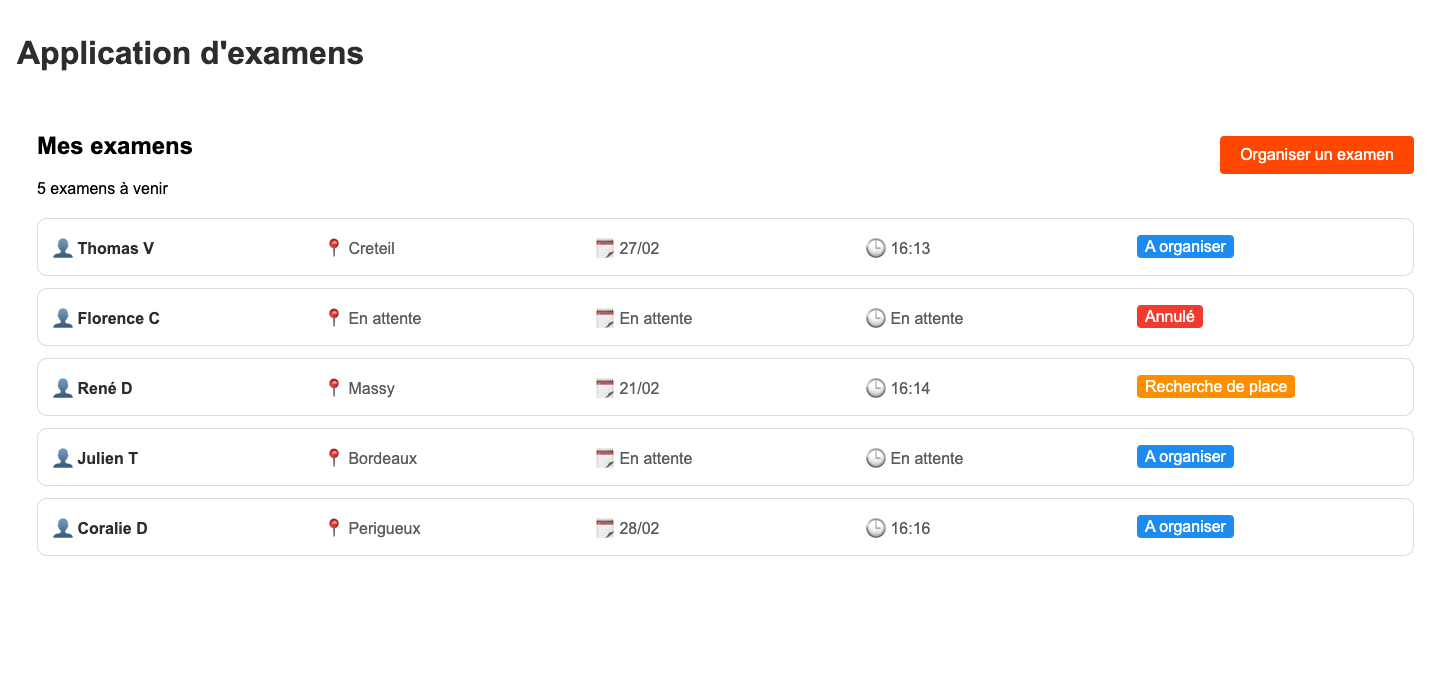 Application d'examens
Mes examens
Organiser un examen
5 examens à venir
Thomas V Creteil 27/02 16:13 A organiser
Florence C En attente En attente En attente Annulé
René D Massy 21/02 16:14 Recherche de place
Julien T Bordeaux En attente En attente A organiser
Coralie D Perigueux 28/02 16:16 A organiser